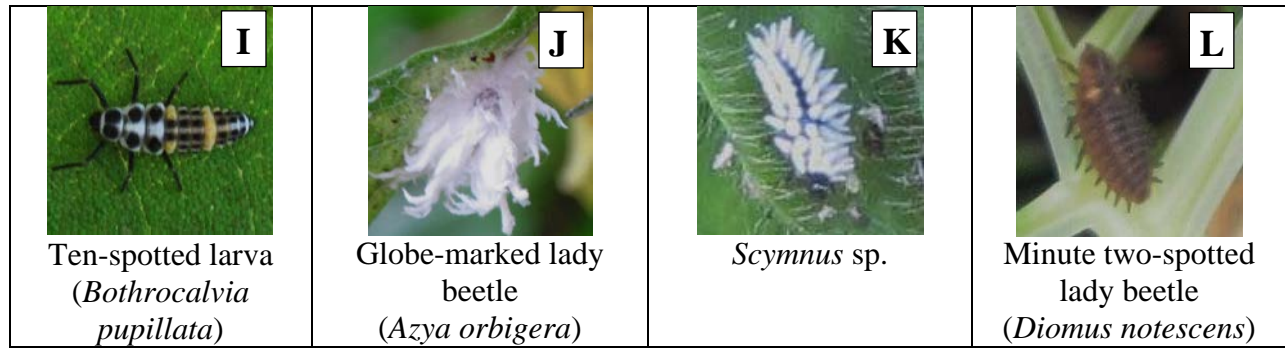 I
J
K
L
Ten-spotted larva
(Bothrocalvia
pupillata)
Globe-marked lady
beetle
(Azya orbigera)
Scymnus sp.
Minute two-spotted
lady beetle
(Diomus notescens)